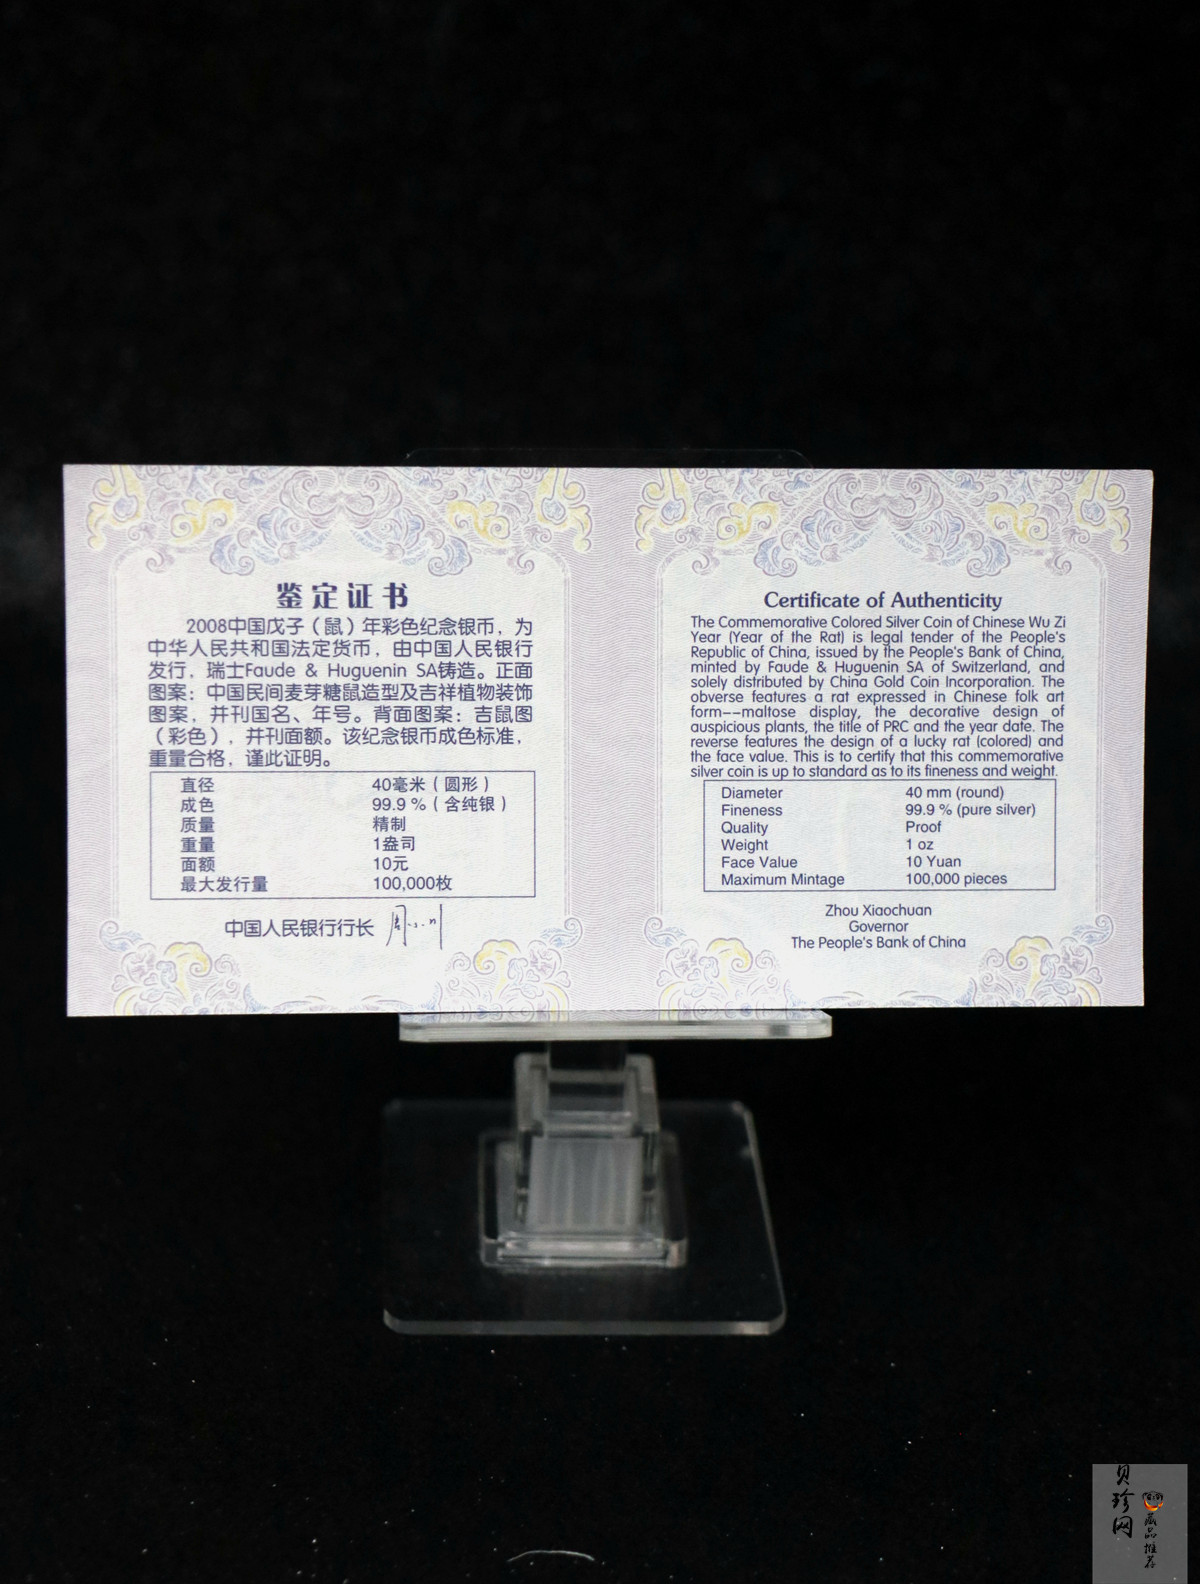 鉴定证书
2008中国戊子（鼠）年彩色纪念银币，为
中华人民共和国法定货币，由中国人民银行
发行，瑞士Faude & Huguenin SA铸造。正面
图案：中国民间麦芽糖鼠造型及吉祥植物装饰
图案，并刊国名、年号。背面图案：吉鼠图
（彩色），并刊面额。该纪念银币成色标准，
重量合格，谨此证明。
直径 40毫米（圆形）
成色 99.9 %（含纯银）
质量 精制
重量 1盎司
面额 10元
最大发行量 100,000枚
中国人民银行行长
Certificate of Authenticity
The Commemorative Colored Silver Coin of Chinese Wu Zi
Year (Year of the Rat) is legal tender of the People's
Republic of China, issued by the People's Bank of China,
minted by Faude & Huguenin SA of Switzerland, and
solely distributed by China Gold Coin Incorporation. The
obverse features a rat expressed in Chinese folk art
form--maltose display, the decorative design of
auspicious plants, the title of PRC and the year date. The
reverse features the design of a lucky rat (colored) and
the face value. This is to certify that this commemorative
silver coin is up to standard as to its fineness and weight.
Diameter 40 mm (round)
Fineness 99.9 % (pure silver)
Quality Proof
Weight 1 oz
Face Value 10 Yuan
Maximum Mintage 100,000 pieces
Zhou Xiaochuan
Governor
The People's Bank of China
贝珍网
藏品推荐